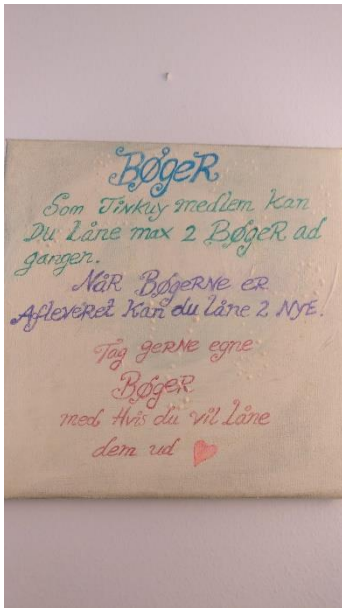 BØgeR
Som Tinkuy medlem kan
Du låne max 2 BØgeR ad
gangen.
NåR BØgeRNe eR
AfleveRet kan du låne 2 NYE.
Tag geRNe egne
BØgeR
med Hvis du vil låne
dem ud